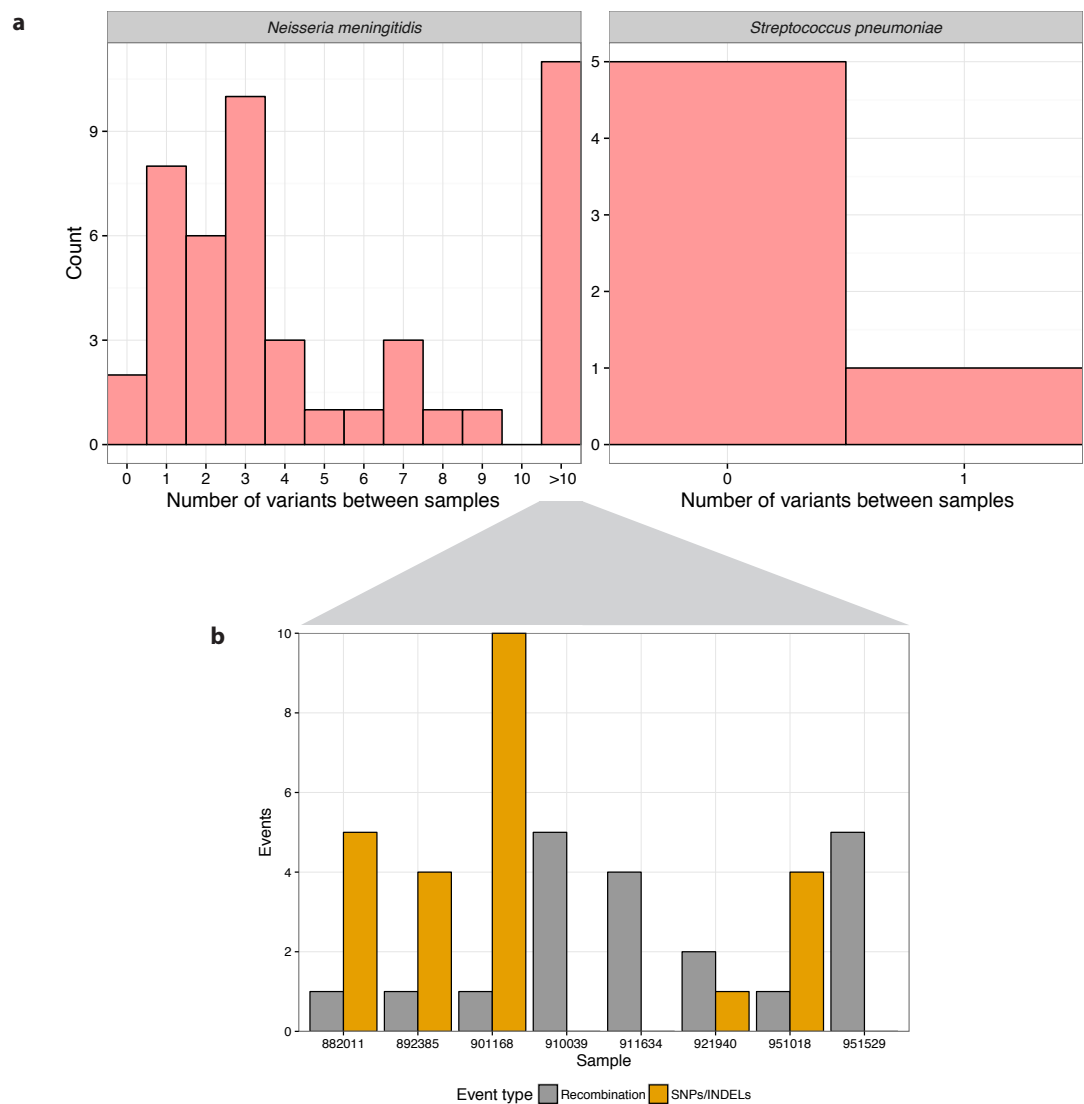 a
Neisseria meningitidis
Streptococcus pneumoniae
Count
9
6
3
0
5
4
3
2
1
0
0 1 2 3 4 5 6 7 8 9 10 >10
0 1
Number of variants between samples
Number of variants between samples
b
Events
10
8
6
4
2
0
882011 892385 901168 910039 911634 921940 951018 951529
Sample
Event type Recombination SNPs/INDELs